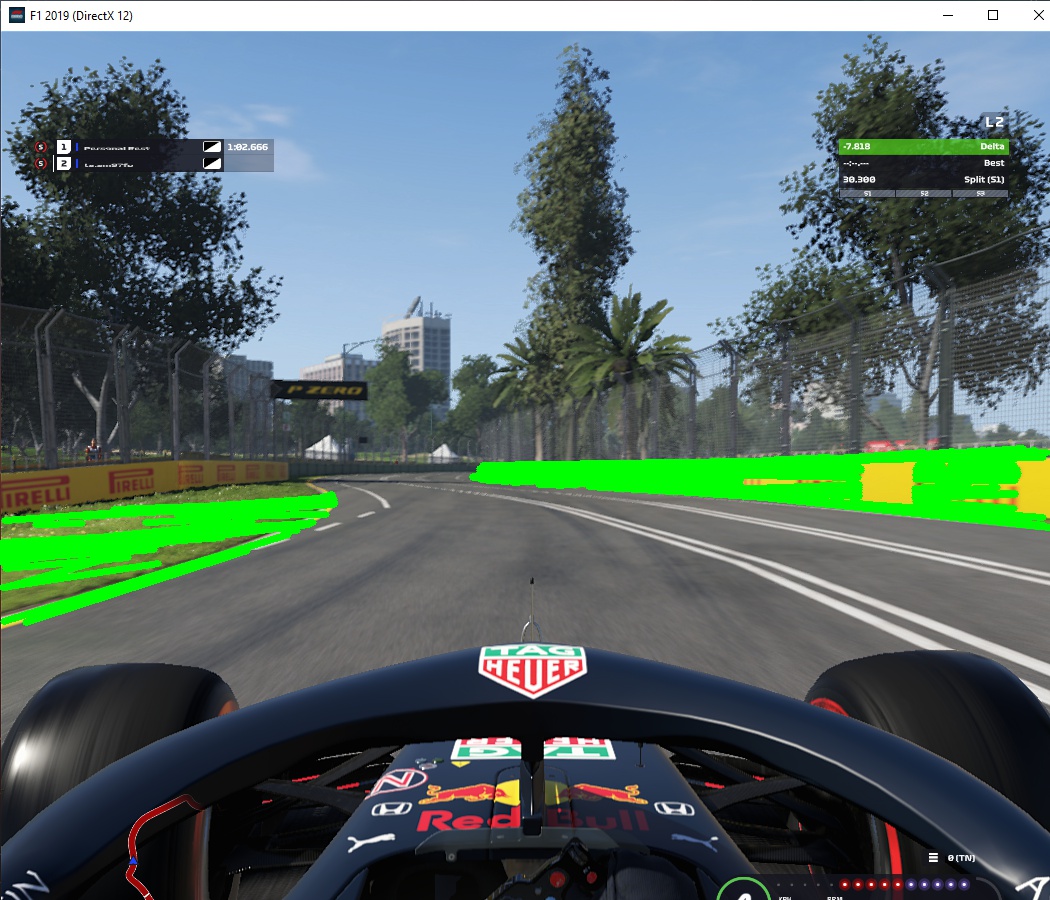 F1 2019 (DirectX 12)
L2
S 1 Personal Best 1:02.666
S 2
-7.818 Delta
--:--.--- Best
30.300 Split (S1)
S1 S2 S3
P ZERO
PIRELLI
PIRELLI
TAG
HEUER
HONDA
Red Bull
0 (TN)